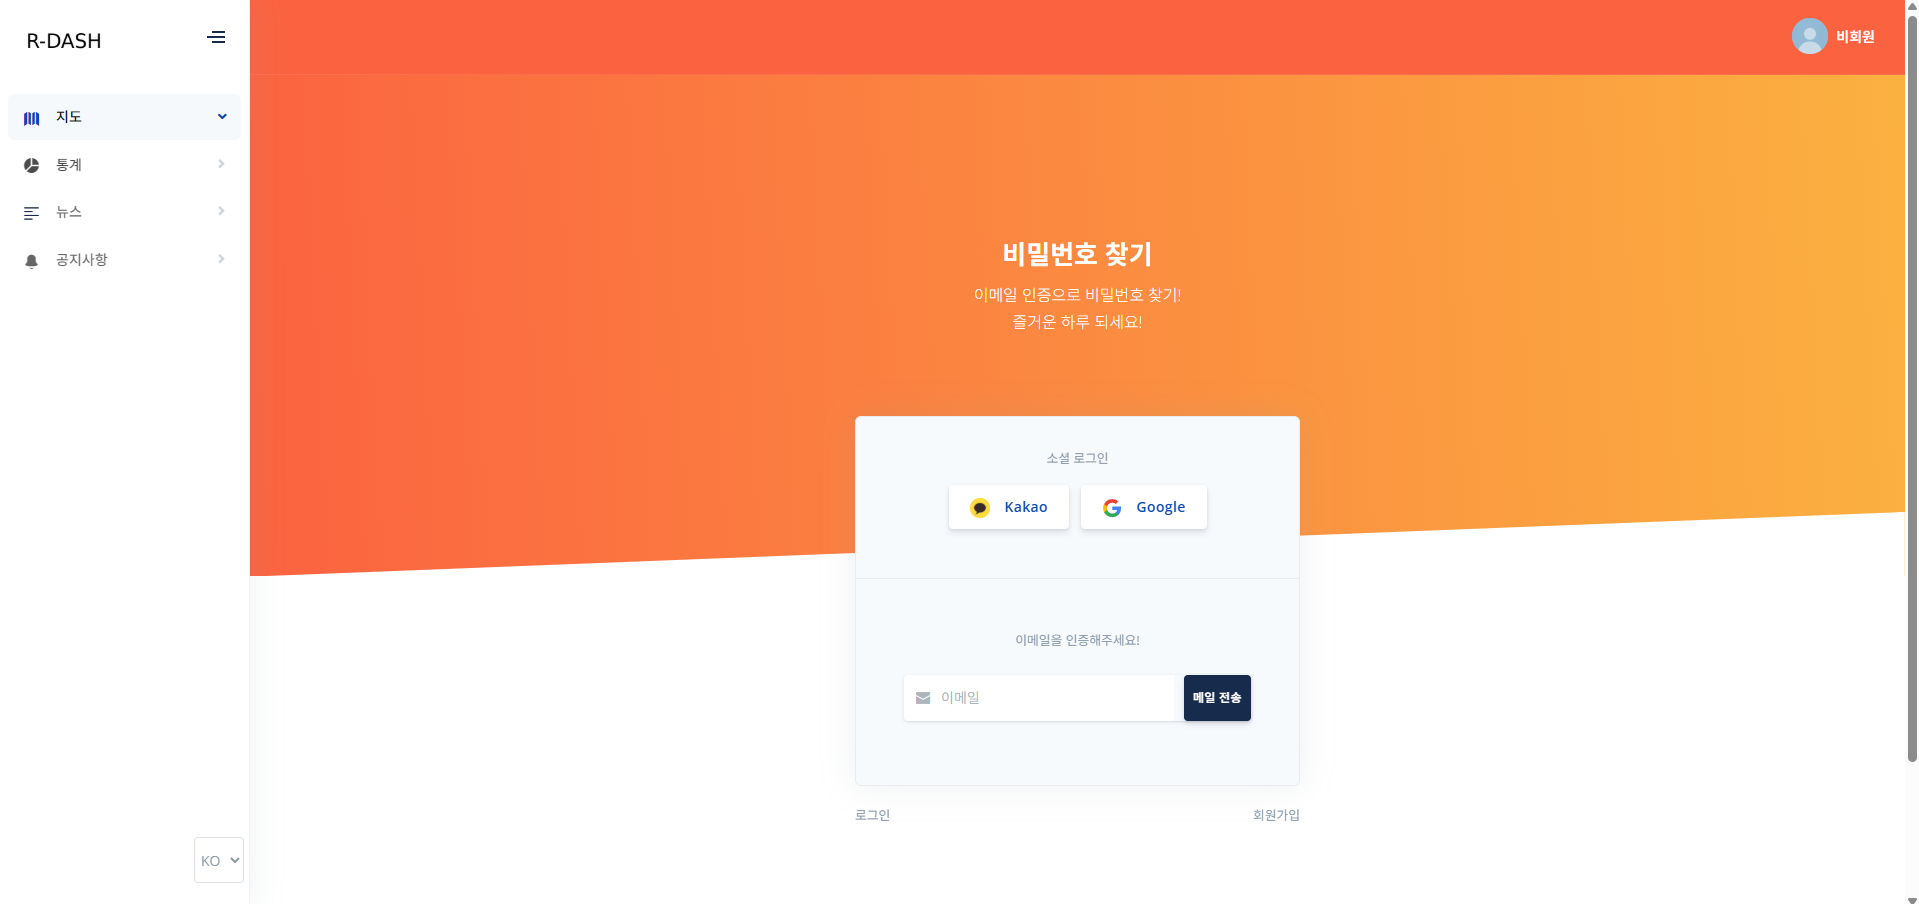 R-DASH
비회원
지도
통계
뉴스
공지사항
비밀번호 찾기
이메일 인증으로 비밀번호 찾기!
즐거운 하루 되세요!
소셜 로그인
Kakao
Google
이메일을 인증해주세요!
이메일
메일 전송
로그인
회원가입
KO